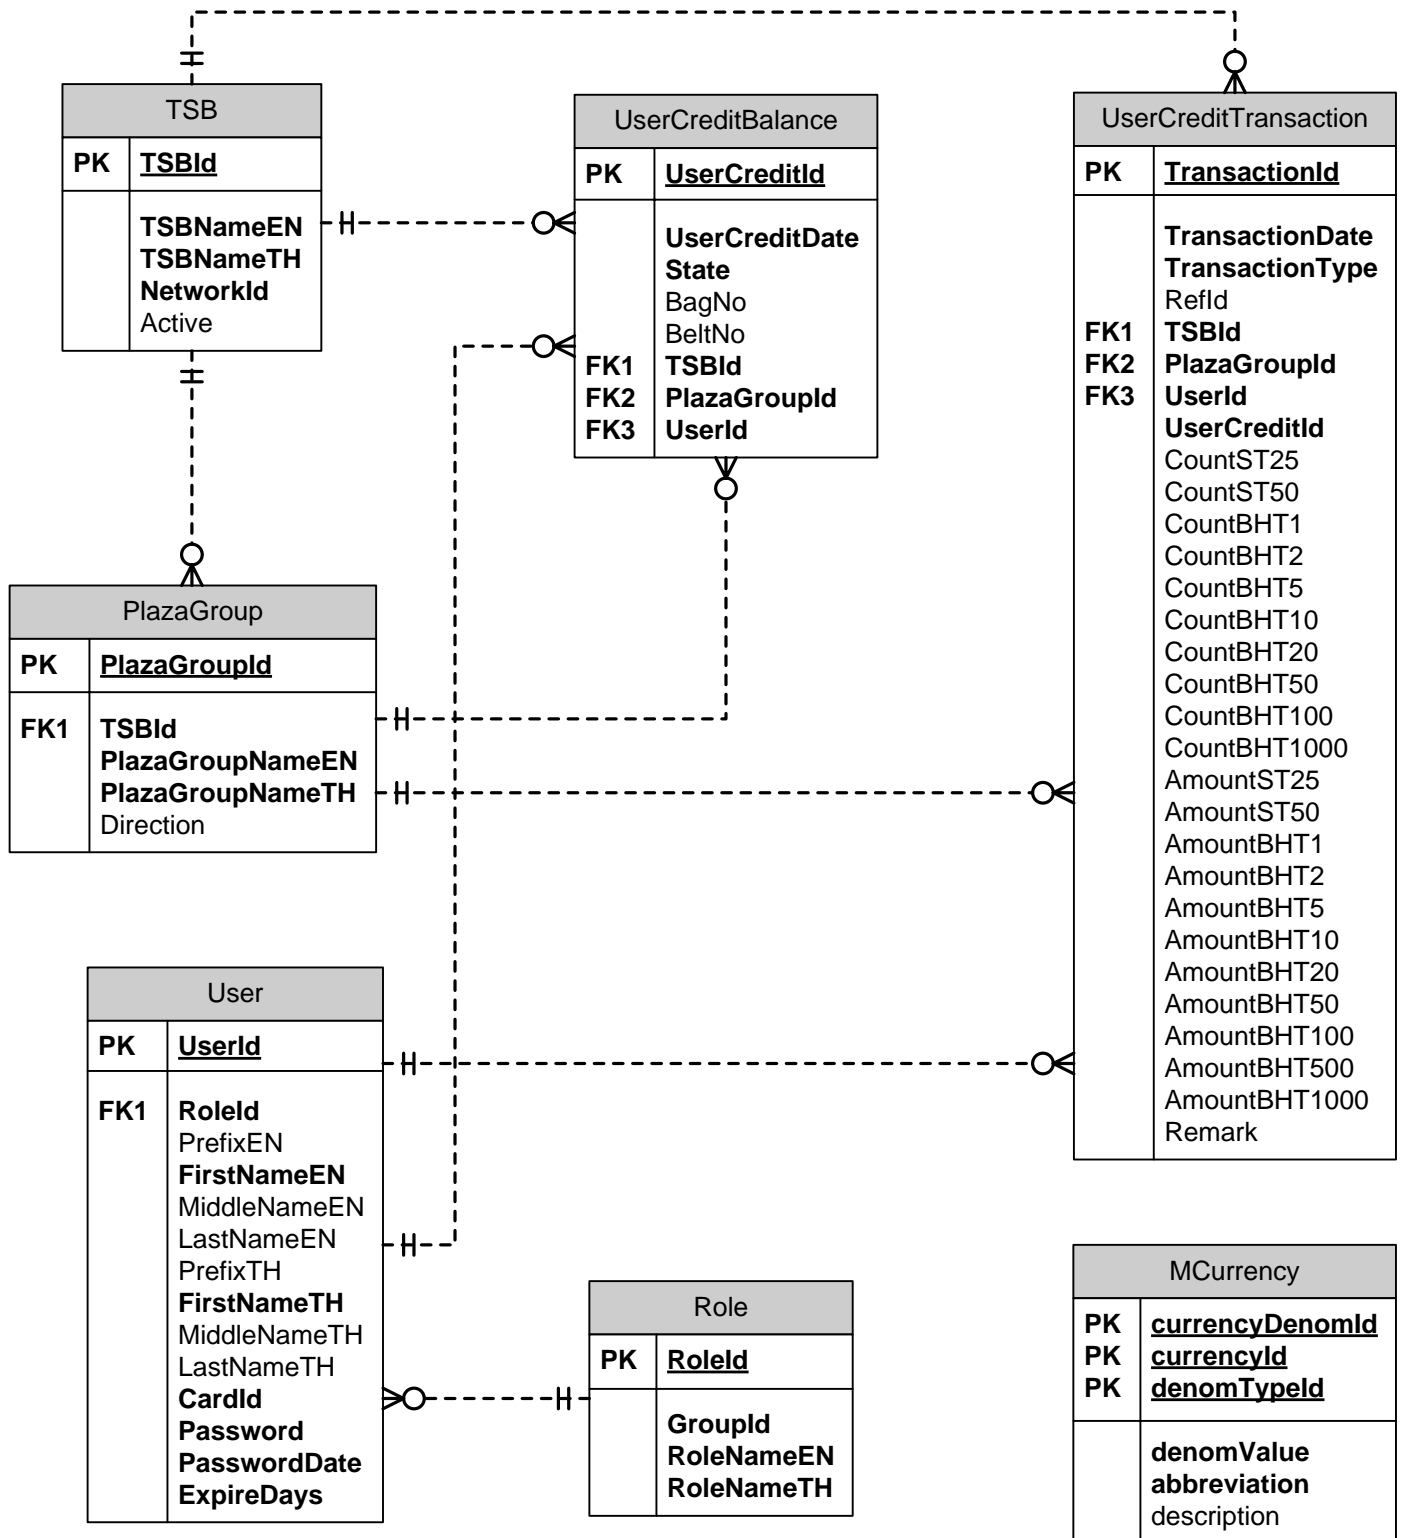 TSB
PK TSBId
TSBNameEN
TSBNameTH
NetworkId
Active
UserCreditBalance
PK UserCreditId
UserCreditDate
State
BagNo
BeltNo
FK1 TSBId
FK2 PlazaGroupId
FK3 UserId
UserCreditTransaction
PK TransactionId
TransactionDate
TransactionType
RefId
FK1 TSBId
FK2 PlazaGroupId
FK3 UserId
UserCreditId
CountST25
CountST50
CountBHT1
CountBHT2
CountBHT5
CountBHT10
CountBHT20
CountBHT50
CountBHT100
CountBHT1000
AmountST25
AmountST50
AmountBHT1
AmountBHT2
AmountBHT5
AmountBHT10
AmountBHT20
AmountBHT50
AmountBHT100
AmountBHT500
AmountBHT1000
Remark
PlazaGroup
PK PlazaGroupId
FK1 TSBId
PlazaGroupNameEN
PlazaGroupNameTH
Direction
User
PK UserId
FK1 RoleId
PrefixEN
FirstNameEN
MiddleNameEN
LastNameEN
PrefixTH
FirstNameTH
MiddleNameTH
LastNameTH
CardId
Password
PasswordDate
ExpireDays
Role
PK RoleId
GroupId
RoleNameEN
RoleNameTH
MCurrency
PK currencyDenomId
PK currencyId
PK denomTypeId
denomValue
abbreviation
description